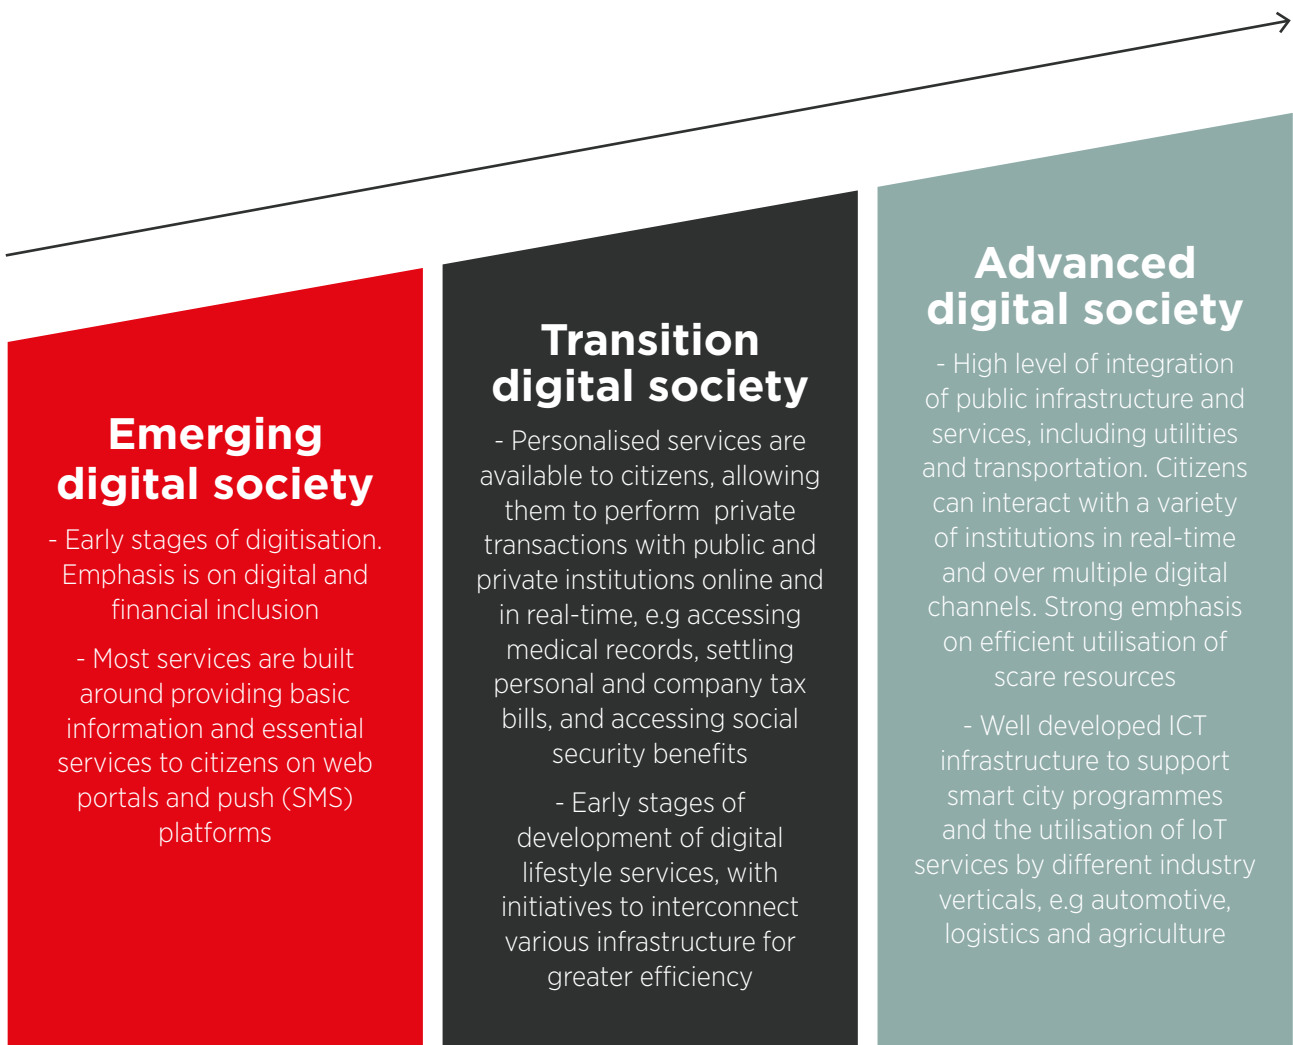 Emerging
digital society
- Early stages of digitisation.
Emphasis is on digital and
financial inclusion
- Most services are built
around providing basic
information and essential
services to citizens on web
portals and push (SMS)
platforms
Transition
digital society
- Personalised services are
available to citizens, allowing
them to perform private
transactions with public and
private institutions online and
in real-time, e.g accessing
medical records, settling
personal and company tax
bills, and accessing social
security benefits
- Early stages of
development of digital
lifestyle services, with
initiatives to interconnect
various infrastructure for
greater efficiency
Advanced
digital society
- High level of integration
of public infrastructure and
services, including utilities
and transportation. Citizens
can interact with a variety
of institutions in real-time
and over multiple digital
channels. Strong emphasis
on efficient utilisation of
scare resources
- Well developed ICT
infrastructure to support
smart city programmes
and the utilisation of IoT
services by different industry
verticals, e.g automotive,
logistics and agriculture